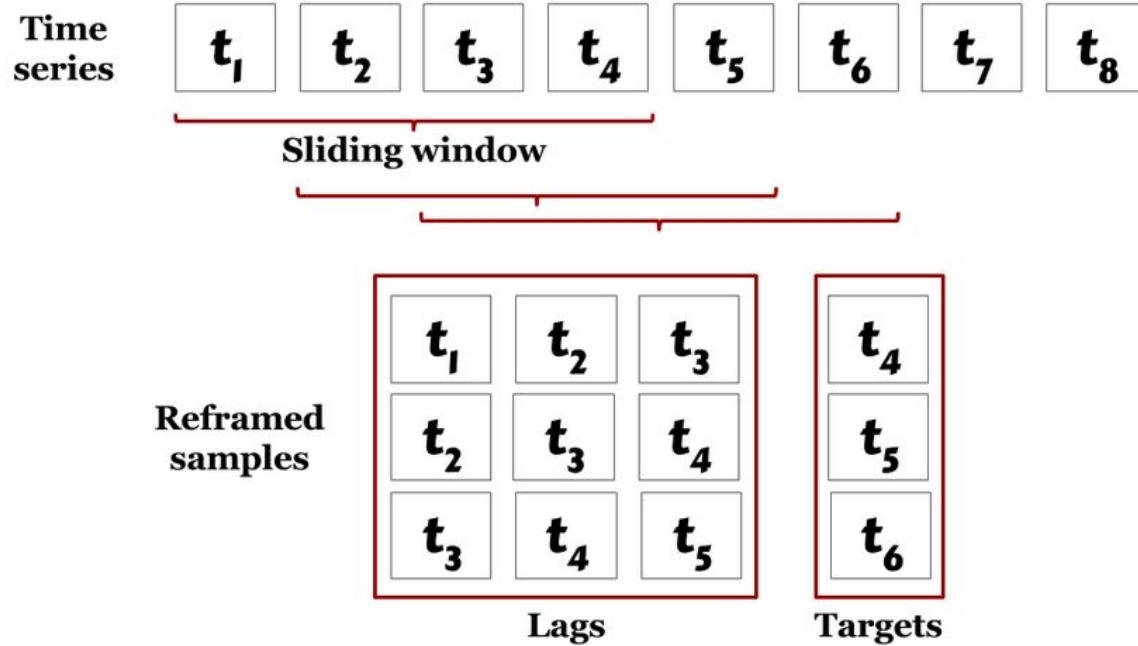 Time
series
t₁ t₂ t₃ t₄ t₅ t₆ t₇ t₈
Sliding window
t₁ t₂ t₃ t₄
Reframed
samples
t₂ t₃ t₄ t₅
t₃ t₄ t₅ t₆
Lags Targets